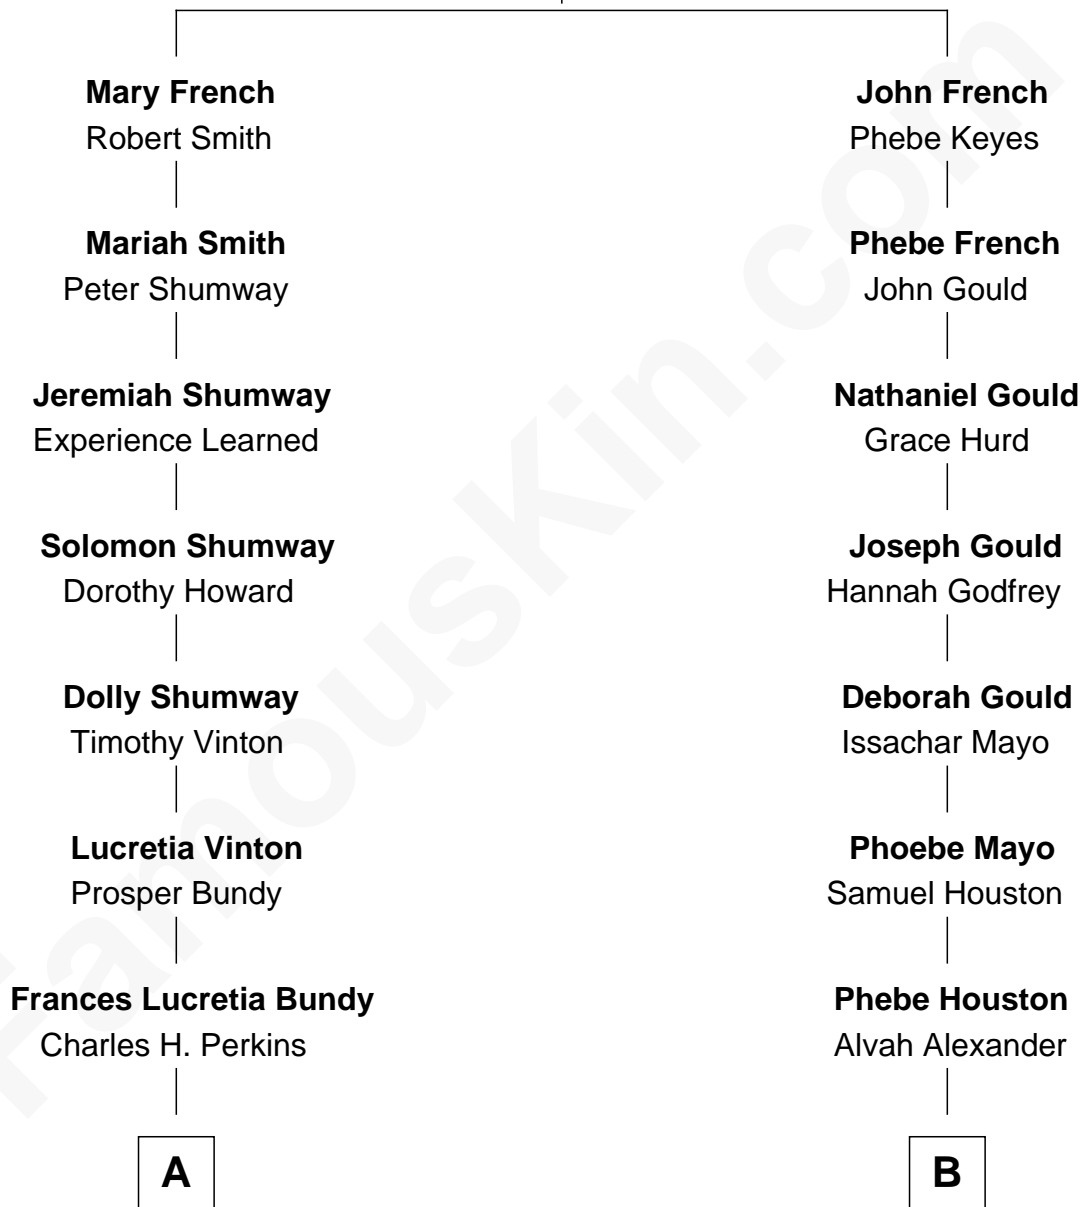 Mary French
Robert Smith
Mariah Smith
Peter Shumway
Jeremiah Shumway
Experience Learned
Solomon Shumway
Dorothy Howard
Dolly Shumway
Timothy Vinton
Lucretia Vinton
Prosper Bundy
Frances Lucretia Bundy
Charles H. Perkins
A
John French
Phebe Keyes
Phebe French
John Gould
Nathaniel Gould
Grace Hurd
Joseph Gould
Hannah Godfrey
Deborah Gould
Issachar Mayo
Phoebe Mayo
Samuel Houston
Phebe Houston
Alvah Alexander
B
FamousKin.com